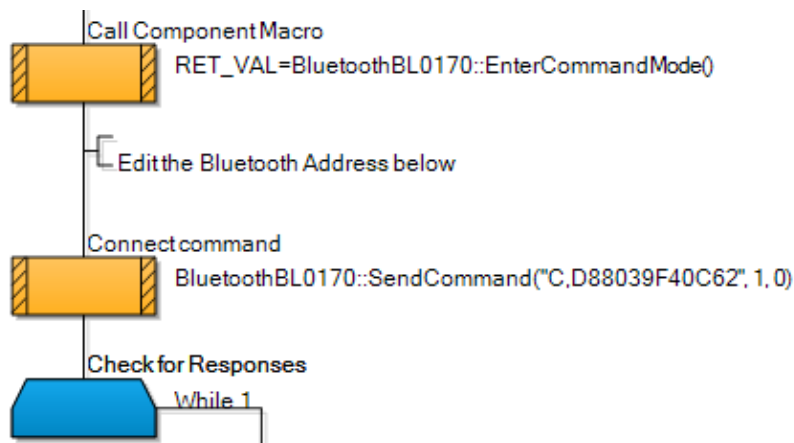 Call Component Macro
RET_VAL=BluetoothBL0170::EnterCommandMode()
Edit the Bluetooth Address below
Connect command
BluetoothBL0170::SendCommand("C,D88039F40C62", 1, 0)
Check for Responses
While 1